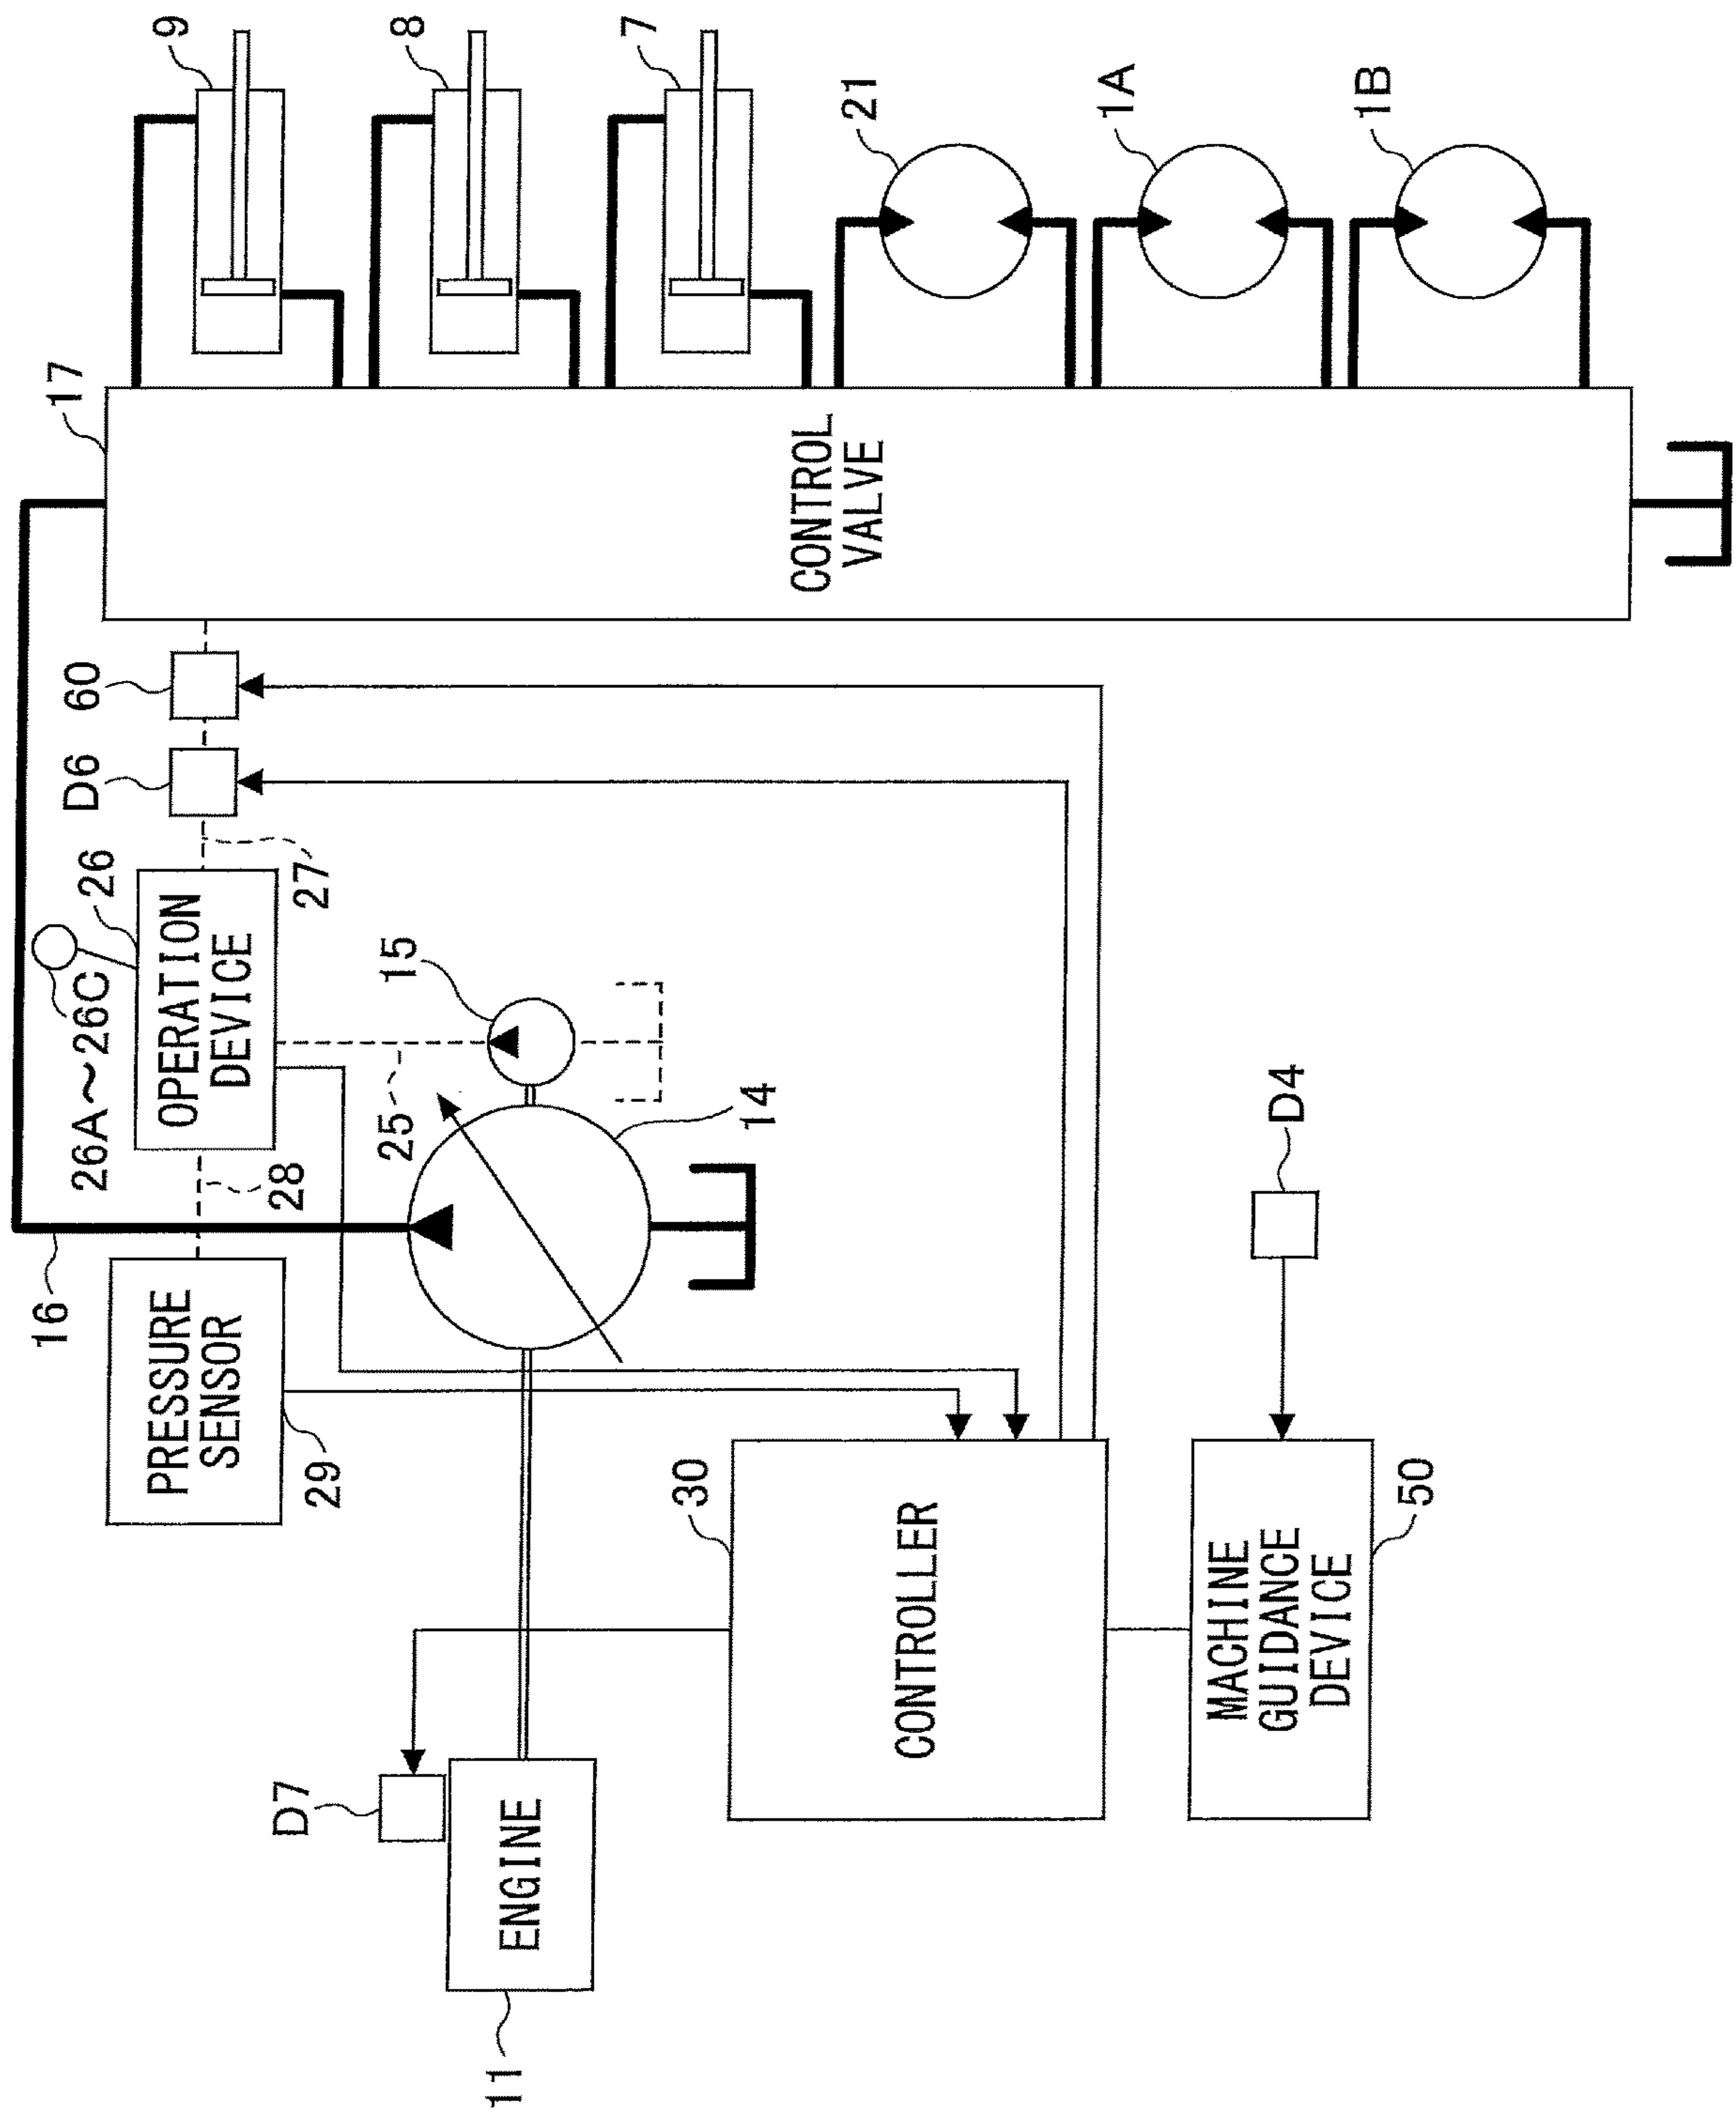 16
26A～26C
26
D6
60
17
9
PRESSURE
SENSOR
OPERATION
DEVICE
28
27
29
D7
8
25
15
11
ENGINE
7
30
14
CONTROL
VALVE
21
CONTROLLER
1A
MACHINE
GUIDANCE
DEVICE
D4
50
1B